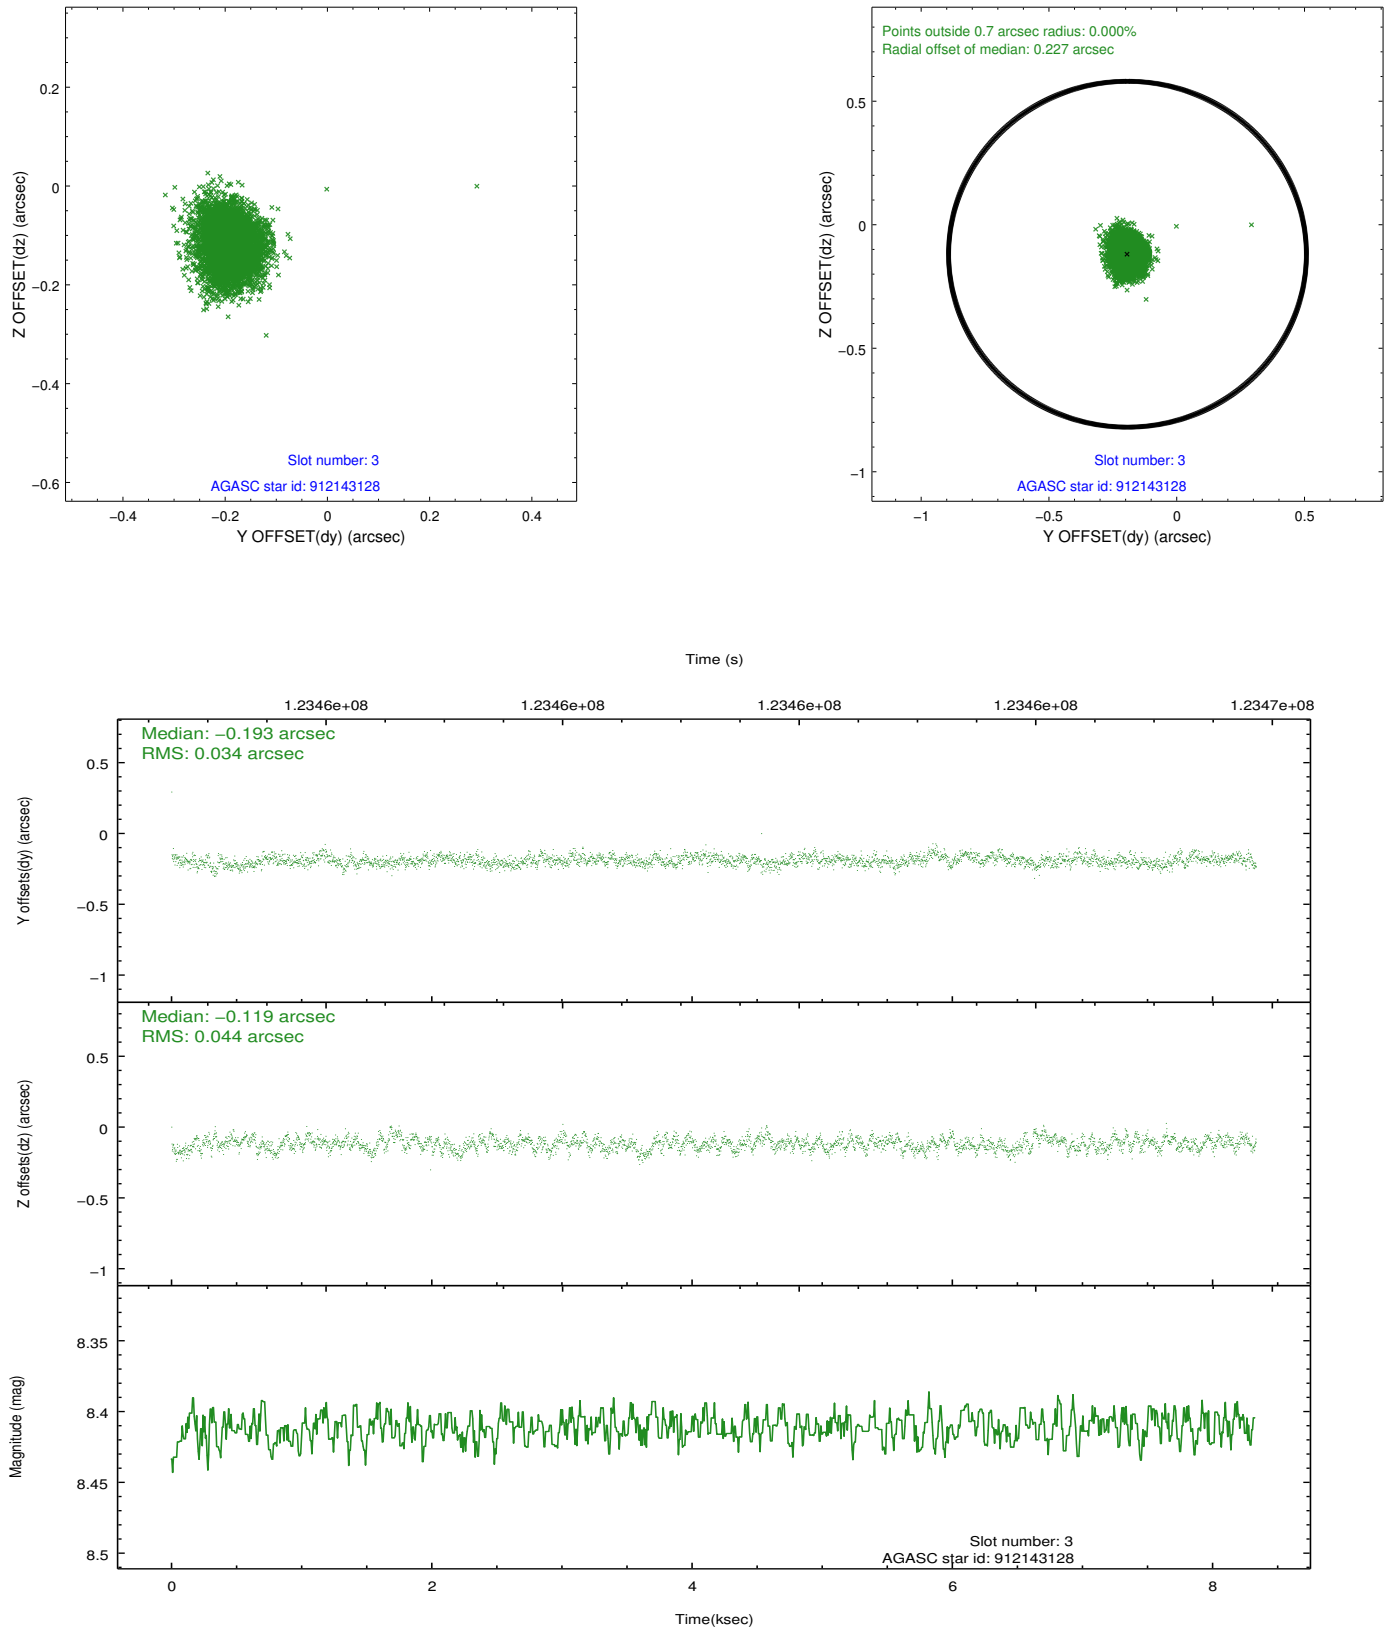 0.2
0
−0.2
−0.4
−0.6
Z OFFSET(dz) (arcsec)
Slot number: 3
AGASC star id: 912143128
−0.4 −0.2 0 0.2 0.4
Y OFFSET(dy) (arcsec)
Points outside 0.7 arcsec radius: 0.000%
Radial offset of median: 0.227 arcsec
0.5
0
−0.5
−1
Z OFFSET(dz) (arcsec)
Slot number: 3
AGASC star id: 912143128
−1 −0.5 0 0.5
Y OFFSET(dy) (arcsec)
Time (s)
1.2346e+08 1.2346e+08 1.2346e+08 1.2346e+08 1.2347e+08
Median: −0.193 arcsec
RMS: 0.034 arcsec
0.5
0
−0.5
−1
Y offsets(dy) (arcsec)
Median: −0.119 arcsec
RMS: 0.044 arcsec
0.5
0
−0.5
−1
Z offsets(dz) (arcsec)
8.35
8.4
8.45
8.5
Magnitude (mag)
Slot number: 3
AGASC star id: 912143128
0 2 4 6 8
Time(ksec)